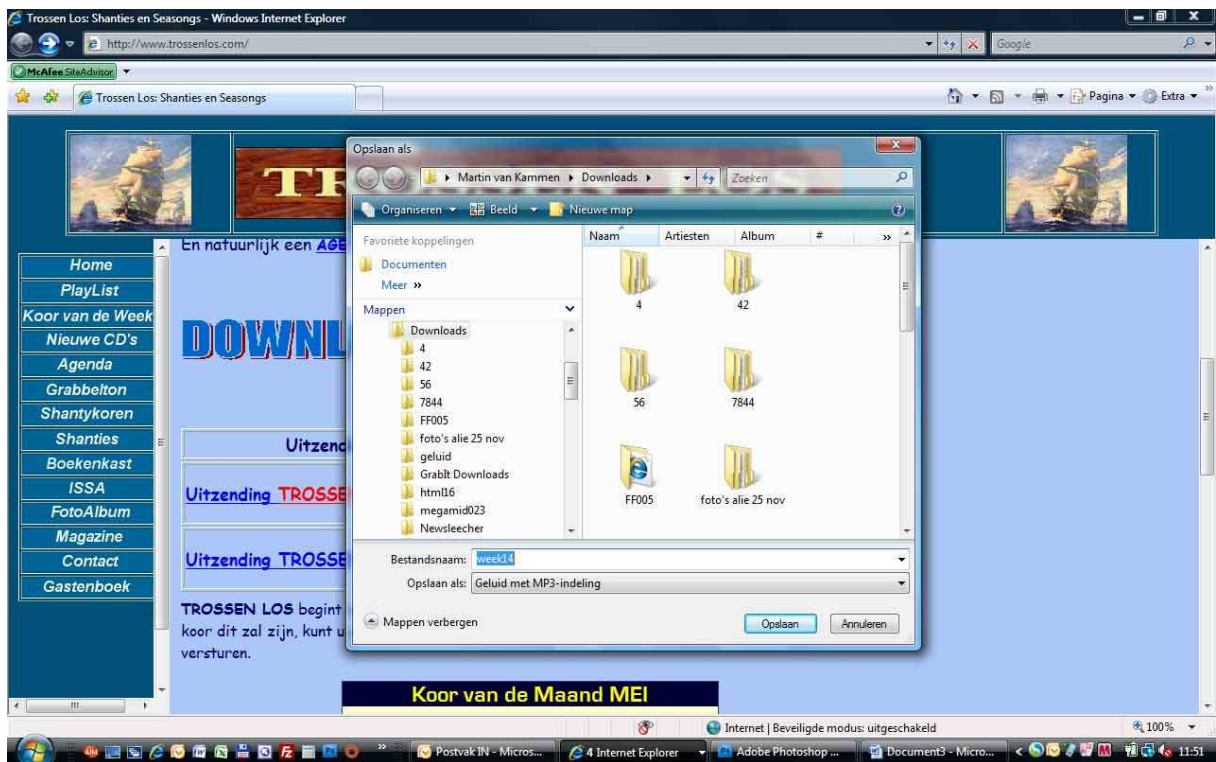 Trossen Los: Shanties en Seasongs - Windows Internet Explorer
http://www.trossenlos.com/
Google
McAfee SiteAdvisor
Trossen Los: Shanties en Seasongs
Pagina
Extra
En natuurlijk een AGE
Home
PlayList
Koor van de Week
Nieuwe CD's
Agenda
Grabbelton
Shantykoren
Shanties
Boekenkast
ISSA
FotoAlbum
Magazine
Contact
Gastenboek
DOWNL
Uitzend
Uitzending TROSSE
Uitzending TROSSE
TROSSEN LOS begint
koor dit zal zijn, kunt u
versturen.
Koor van de Maand MEI
Opslaan als
Martin van Kammen
Downloads
Zoeken
Organiseren
Beeld
Nieuwe map
Favoriete koppelingen
Documenten
Meer »
Mappen
Downloads
4
42
56
7844
FF005
foto's alie 25 nov
geluid
GrabIt Downloads
html16
megamid023
Newsleecher
Naam Artiesten Album # »
4 42
56 7844
FF005 foto's alie 25 nov
Bestandsnaam: week14
Opslaan als: Geluid met MP3-indeling
Mappen verbergen
Opslaan
Annuleren
Internet | Beveiligde modus: uitgeschakeld
100%
Postvak IN - Micros...
4 Internet Explorer
Adobe Photoshop ...
Document3 - Micro...
11:51